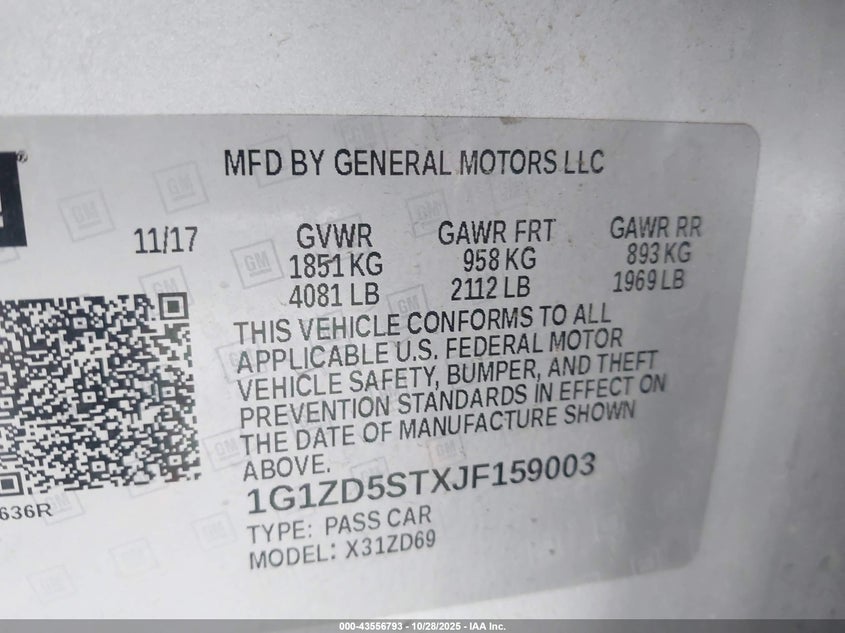 MFD BY GENERAL MOTORS LLC
11/17 GVWR GAWR FRT GAWR RR
1851 KG 958 KG 893 KG
4081 LB 2112 LB 1969 LB
THIS VEHICLE CONFORMS TO ALL
APPLICABLE U.S. FEDERAL MOTOR
VEHICLE SAFETY, BUMPER, AND THEFT
PREVENTION STANDARDS IN EFFECT ON
THE DATE OF MANUFACTURE SHOWN
ABOVE.
1G1ZD5STXJF159003
636R
TYPE: PASS CAR
MODEL: X31ZD69
000-43556793 - 10/28/2025 - IAA Inc.